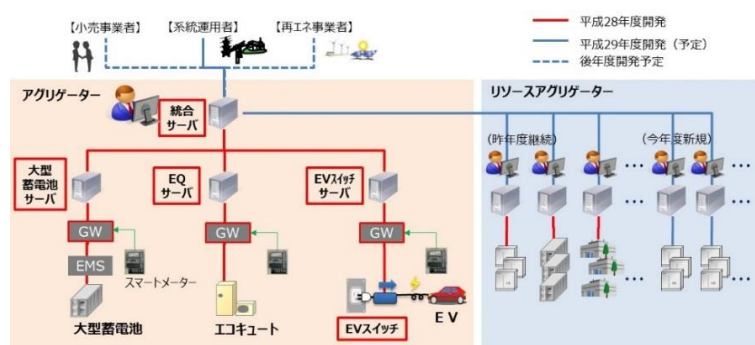 【小売事業者】 【系統運用者】 【再エネ事業者】
平成28年度開発
平成29年度開発（予定）
後年度開発予定
アグリゲーター
統合
サーバ
大型
蓄電池
サーバ
EQ
サーバ
EVスイッチ
サーバ
GW
GW
GW
EMS
スマートメーター
大型蓄電池
エコキュート
EVスイッチ
EV
リソースアグリゲーター
(昨年度継続)
(今年度新規)